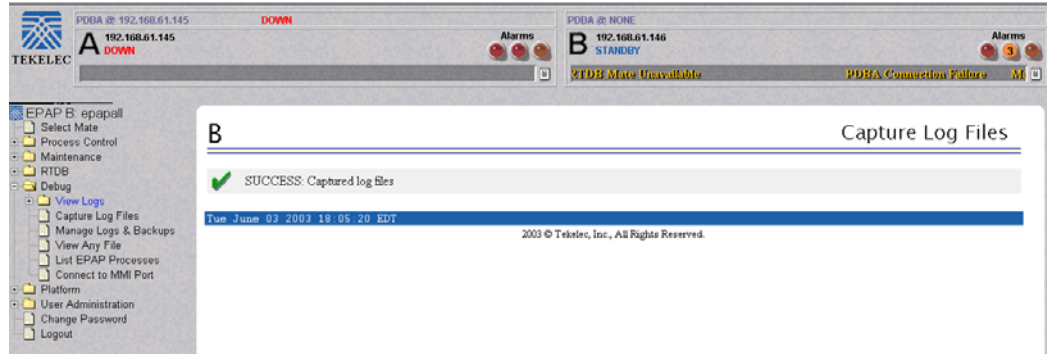 PDBA @ 192.168.61.145 DOWN
A 192.168.61.145
DOWN
Alarms
TEKELEC
PDBA @ NONE
B 192.168.61.146
STANDBY
Alarms
3
RTDB Mate Unavailable PDBA Connection Failure
EPAP B: epapall
Select Mate
Process Control
Maintenance
RTDB
Debug
View Logs
Capture Log Files
Manage Logs & Backups
View Any File
List EPAP Processes
Connect to MMI Port
Platform
User Administration
Change Password
Logout
B Capture Log Files
SUCCESS: Captured log files
Tue June 03 2003 18:05:20 EDT
2003 © Tekelec, Inc., All Rights Reserved.